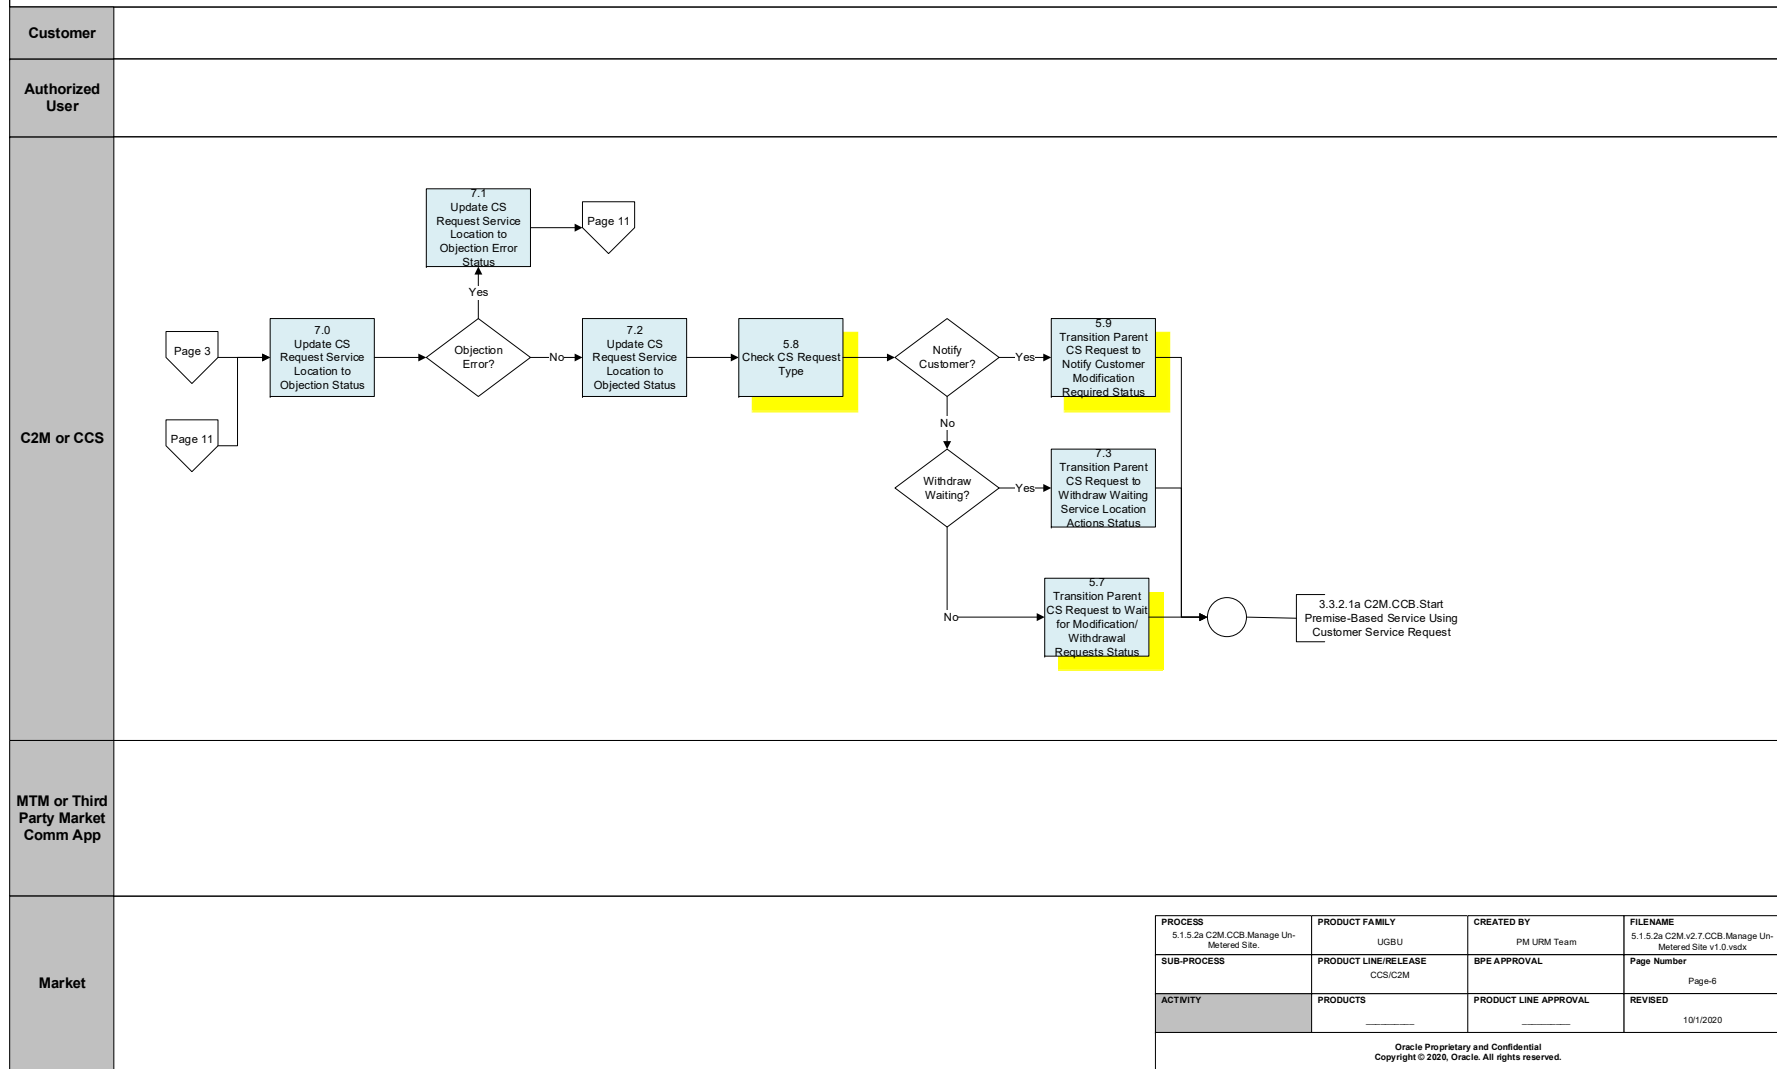 Customer
Authorized
User
C2M or CCS
Page 3
Page 11
7.0
Update CS
Request Service
Location to
Objection Status
7.1
Update CS
Request Service
Location to
Objection Error
Status
Page 11
Yes
Objection
Error?
No
7.2
Update CS
Request Service
Location to
Objected Status
5.8
Check CS Request
Type
Notify
Customer?
Yes
5.9
Transition Parent
CS Request to
Notify Customer
Modification
Required Status
No
Withdraw
Waiting?
Yes
7.3
Transition Parent
CS Request to
Withdraw Waiting
Service Location
Actions Status
No
5.7
Transition Parent
CS Request to Wait
for Modification/
Withdrawal
Requests Status
3.3.2.1a C2M.CCB.Start
Premise-Based Service Using
Customer Service Request
MTM or Third
Party Market
Comm App
Market
PROCESS
5.1.5.2a C2M.CCB.Manage Un-
Metered Site.
PRODUCT FAMILY
UGBU
CREATED BY
PM URM Team
FILENAME
5.1.5.2a C2M.v2.7.CCB.Manage Un-
Metered Site v1.0.vsdx
SUB-PROCESS
PRODUCT LINE/RELEASE
CCS/C2M
BPE APPROVAL
Page Number
Page-6
ACTIVITY
PRODUCTS
PRODUCT LINE APPROVAL
REVISED
10/1/2020
Oracle Proprietary and Confidential
Copyright © 2020, Oracle. All rights reserved.